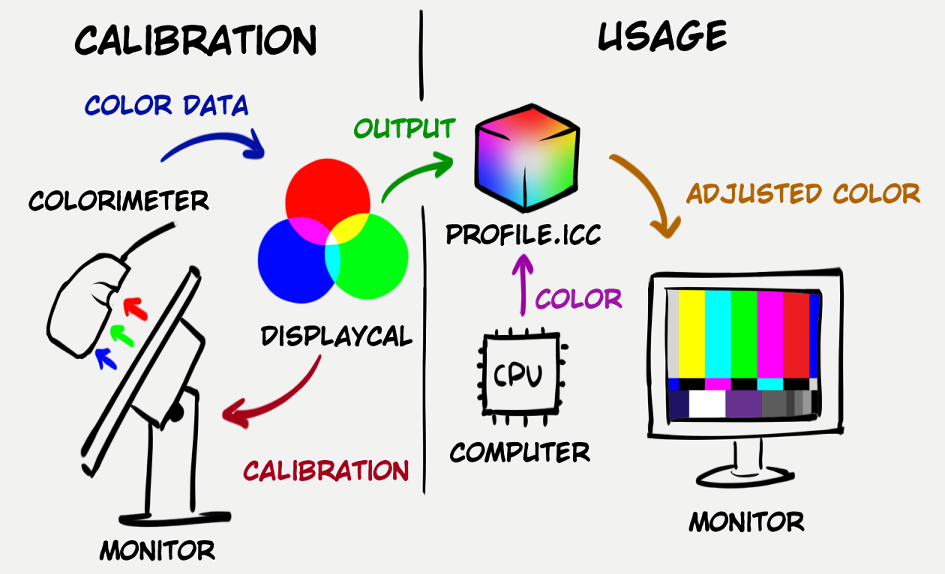 CALIBRATION
USAGE
COLOR DATA
OUTPUT
COLORIMETER
ADJUSTED COLOR
PROFILE.ICC
COLOR
DISPLAYCAL
CPU
COMPUTER
CALIBRATION
MONITOR
MONITOR